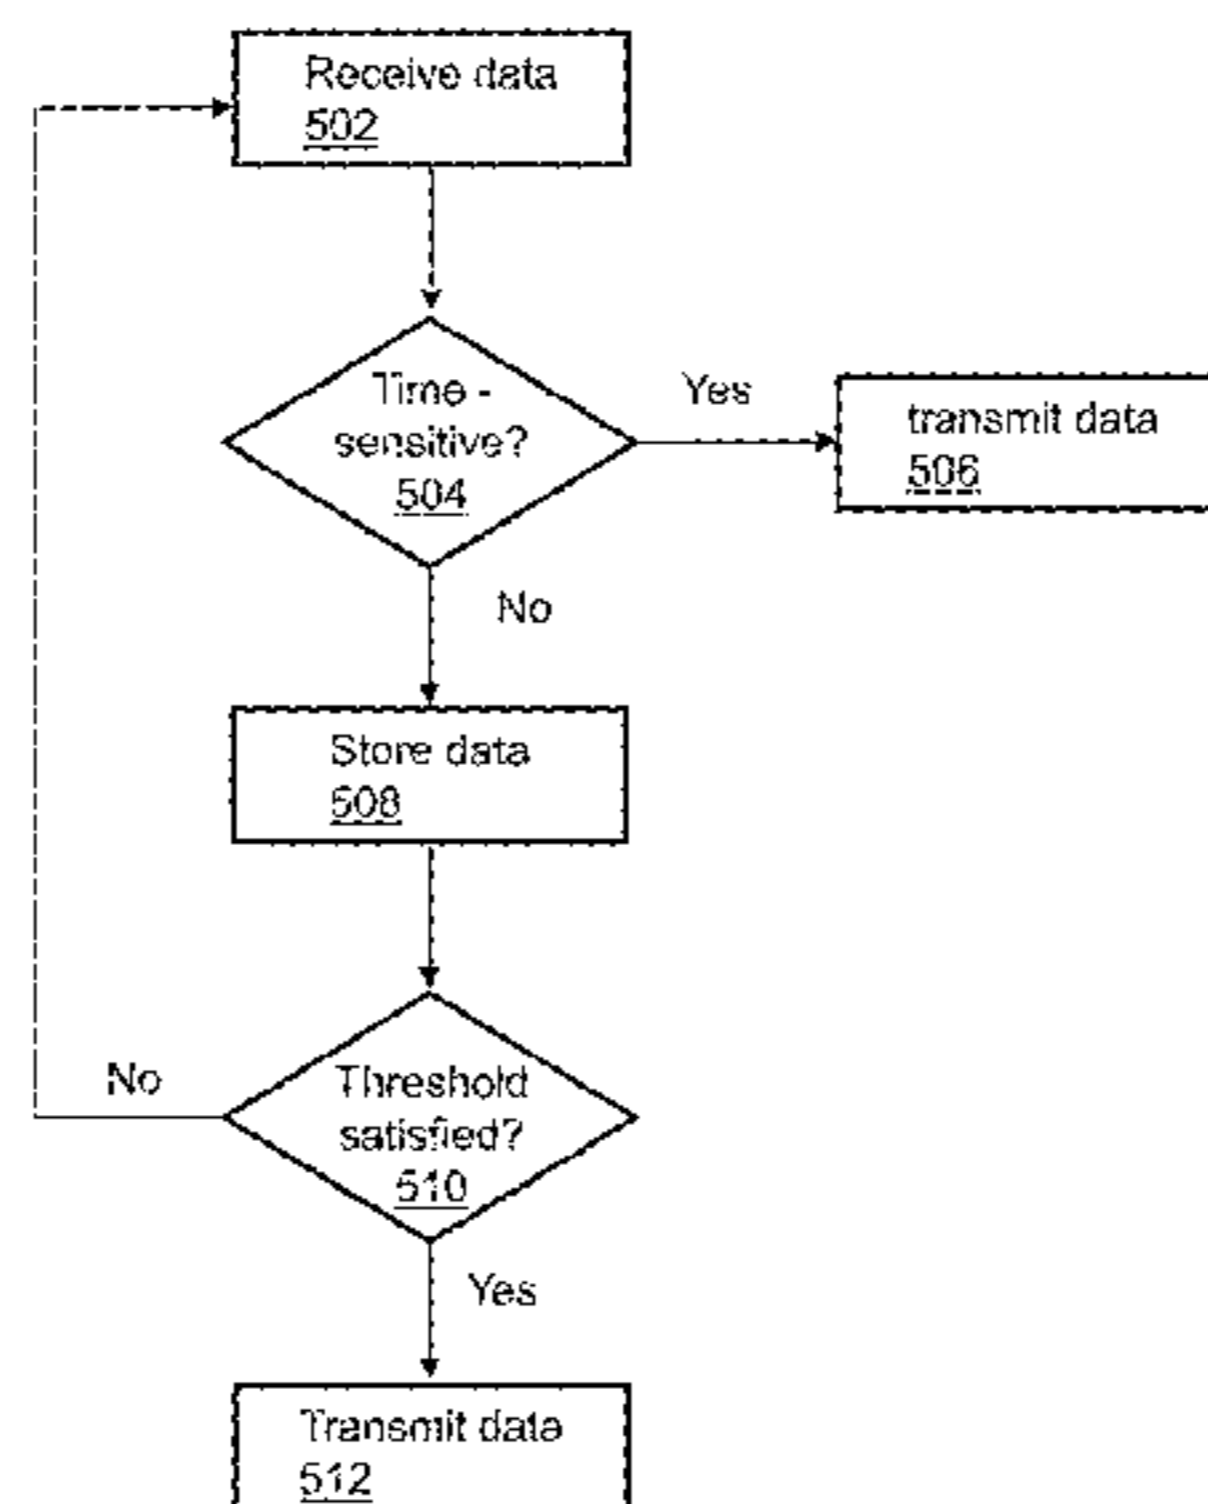 Receive data
502
Time -
sensitive?
504
Yes
transmit data
506
No
Store data
508
No
Threshold
satisfied?
510
Yes
Transmit data
512